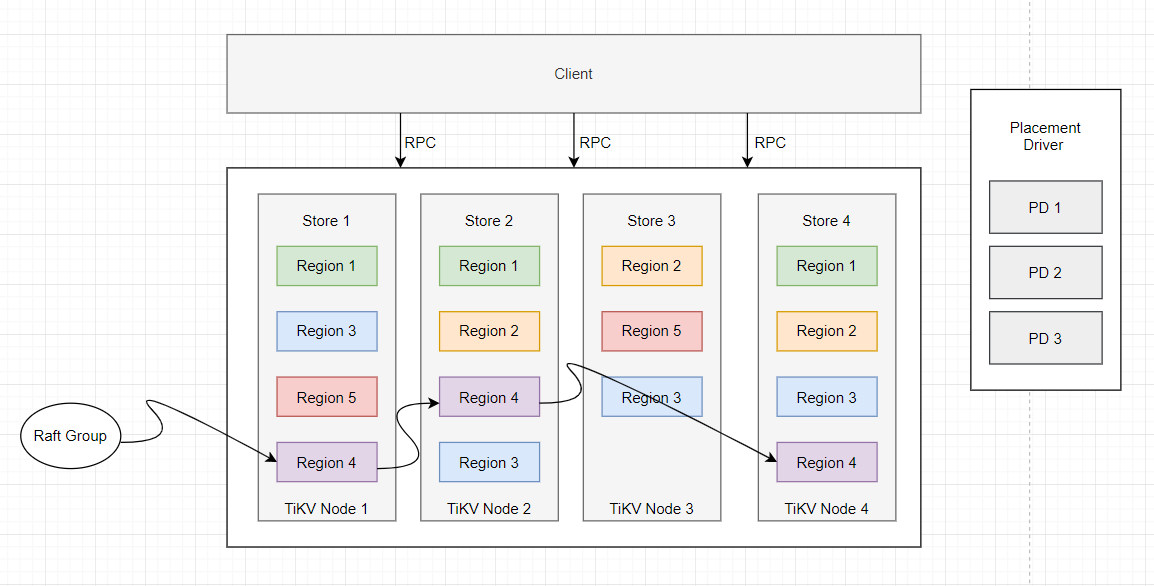 Client
RPC
RPC
RPC
Placement
Driver
PD 1
PD 2
PD 3
Store 1
Region 1
Region 3
Region 5
Region 4
TiKV Node 1
Store 2
Region 1
Region 2
Region 4
Region 3
TiKV Node 2
Store 3
Region 2
Region 5
Region 3
TiKV Node 3
Store 4
Region 1
Region 2
Region 3
Region 4
TiKV Node 4
Raft Group